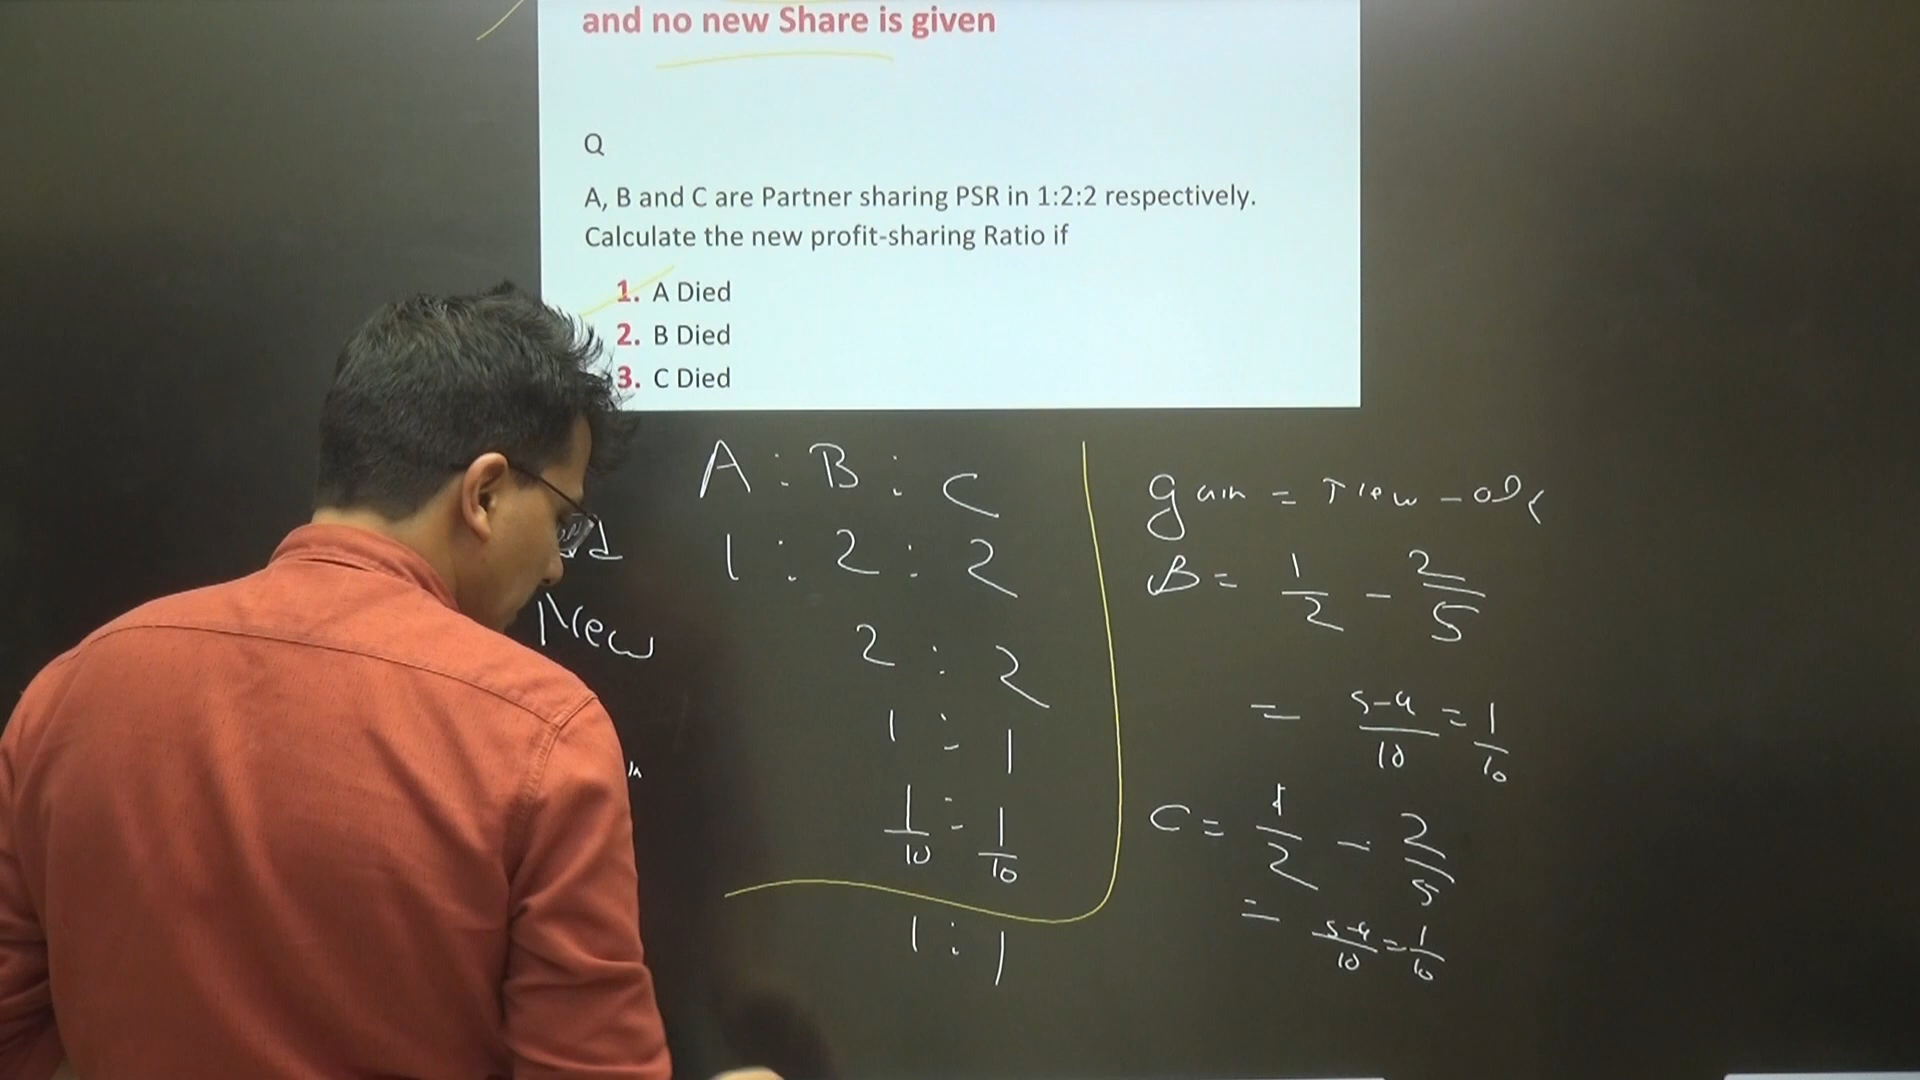 and no new Share is given
Q
A, B and C are Partner sharing PSR in 1:2:2 respectively.
Calculate the new profit-sharing Ratio if
1. A Died
2. B Died
3. C Died
A : B : C
1 : 2 : 2
New 2 : 2
1 : 1
1/10 : 1/10
1 : 1
gain = New - old
B = 1/2 - 2/5
= 5-4/10 = 1/10
C = 1/2 - 2/5
= 5-4/10 = 1/10